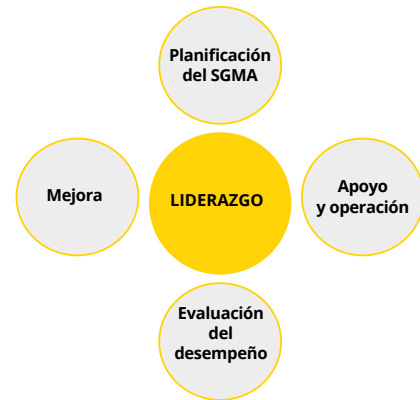 Planificación
del SGMA
Mejora
LIDERAZGO
Apoyo
y operación
Evaluación
del
desempeño